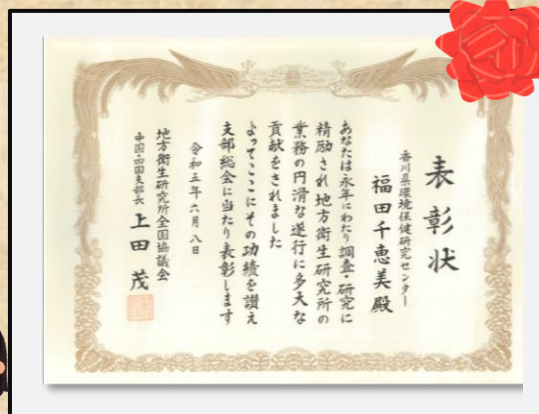 表彰状
香川県環境保健研究センター
福田千恵美殿
あなたは永年にわたり調査・研究に
精励され地方衛生研究所の
業務の円滑な遂行に多大な
貢献をされました
よってここにその功績を讃え
支部総会に当たり表彰します
令和五年六月八日
地方衛生研究所全国協議会
中国・四国支部長 上田茂